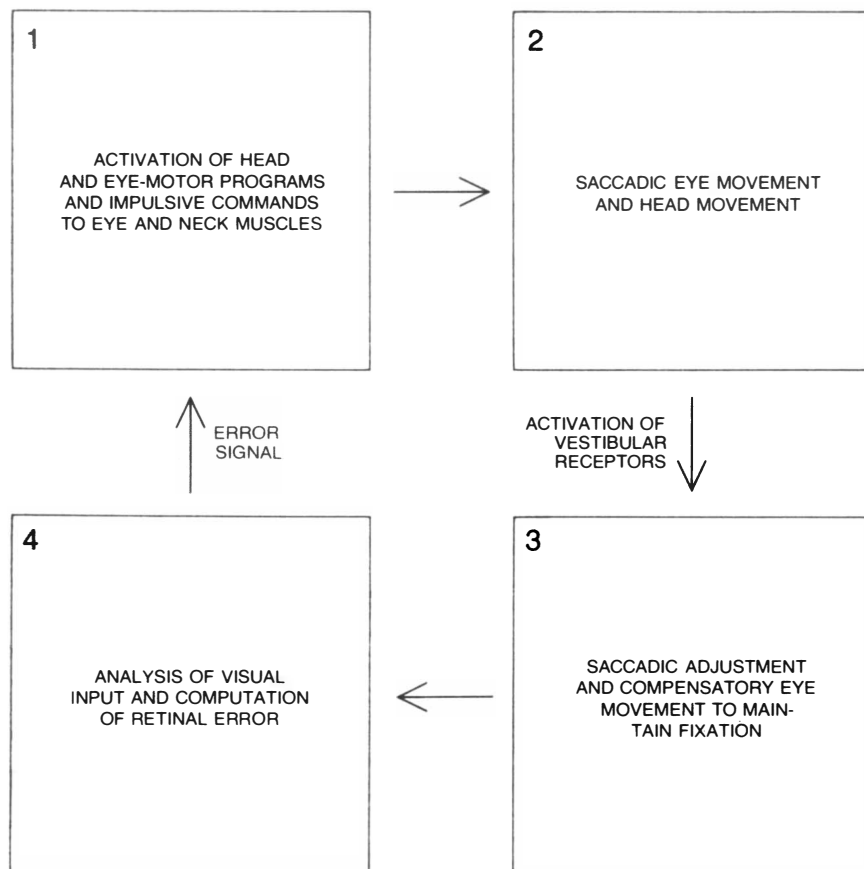 1
ACTIVATION OF HEAD
AND EYE-MOTOR PROGRAMS
AND IMPULSIVE COMMANDS
TO EYE AND NECK MUSCLES
2
SACCADIC EYE MOVEMENT
AND HEAD MOVEMENT
ERROR
SIGNAL
ACTIVATION OF
VESTIBULAR
RECEPTORS
4
ANALYSIS OF VISUAL
INPUT AND COMPUTATION
OF RETINAL ERROR
3
SACCADIC ADJUSTMENT
AND COMPENSATORY EYE
MOVEMENT TO MAIN-
TAIN FIXATION